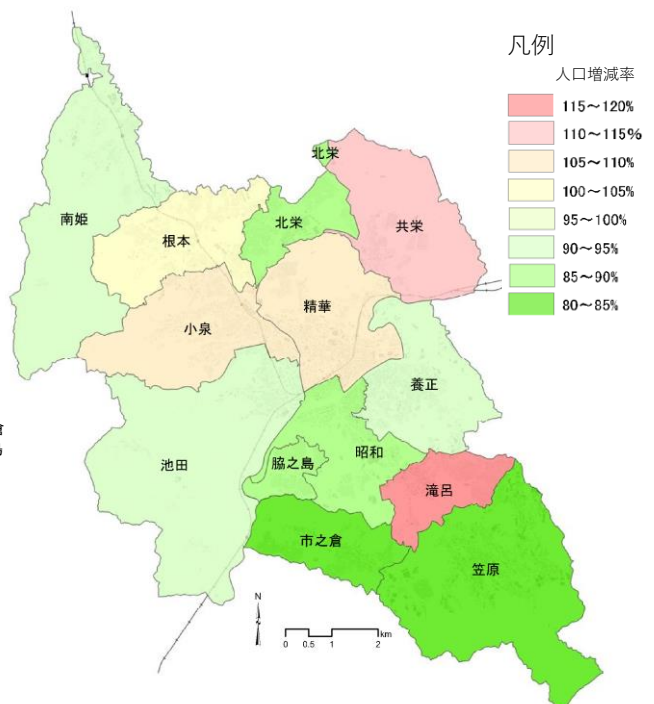 凡例
人口増減率
115～120%
110～115%
105～110%
100～105%
95～100%
90～95%
85～90%
80～85%
北栄
共栄
南姫
根本
北栄
精華
小泉
養正
池田
脇之島
昭和
滝呂
市之倉
笠原
N
0 0.5 1 2 km